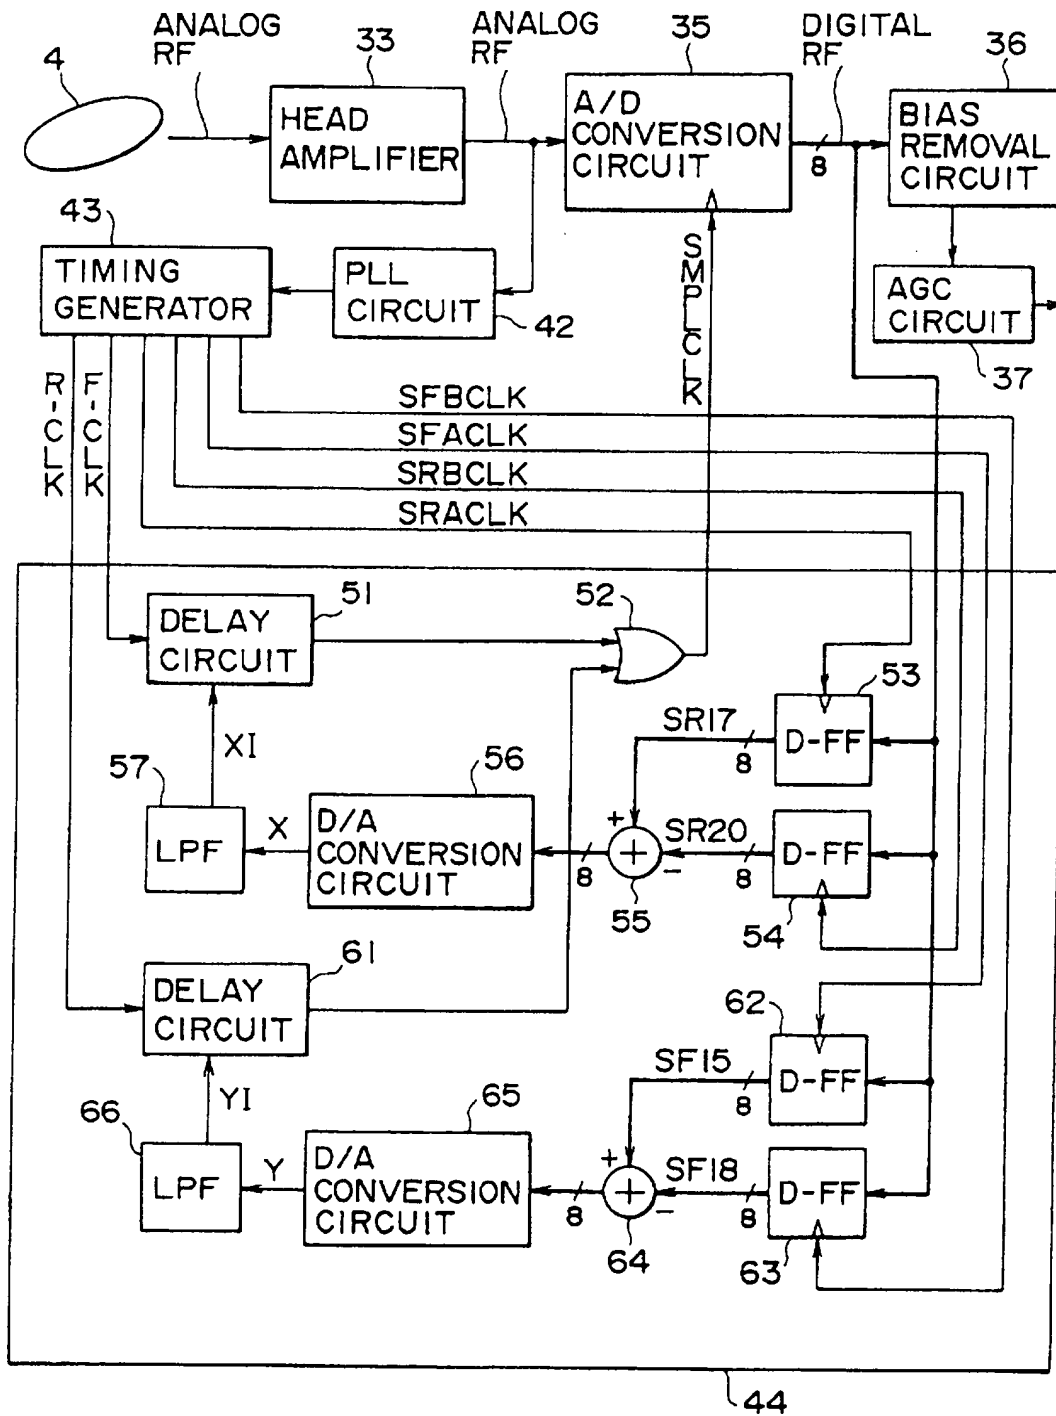 ANALOG
RF
33
ANALOG
RF
35
DIGITAL
RF
36
4
HEAD
AMPLIFIER
A/D
CONVERSION
CIRCUIT
8
BIAS
REMOVAL
CIRCUIT
43
TIMING
GENERATOR
PLL
CIRCUIT
42
SMPLCLK
AGC
CIRCUIT
37
R-CLK
F-CLK
SFBCLK
SFACLK
SRBCLK
SRACLK
51
DELAY
CIRCUIT
52
53
D-FF
SR17
8
XI
57
LPF
X
56
D/A
CONVERSION
CIRCUIT
8
+
+
-
55
SR20
8
D-FF
54
61
DELAY
CIRCUIT
62
D-FF
SF15
8
YI
66
LPF
Y
65
D/A
CONVERSION
CIRCUIT
8
+
+
-
64
SF18
8
D-FF
63
44